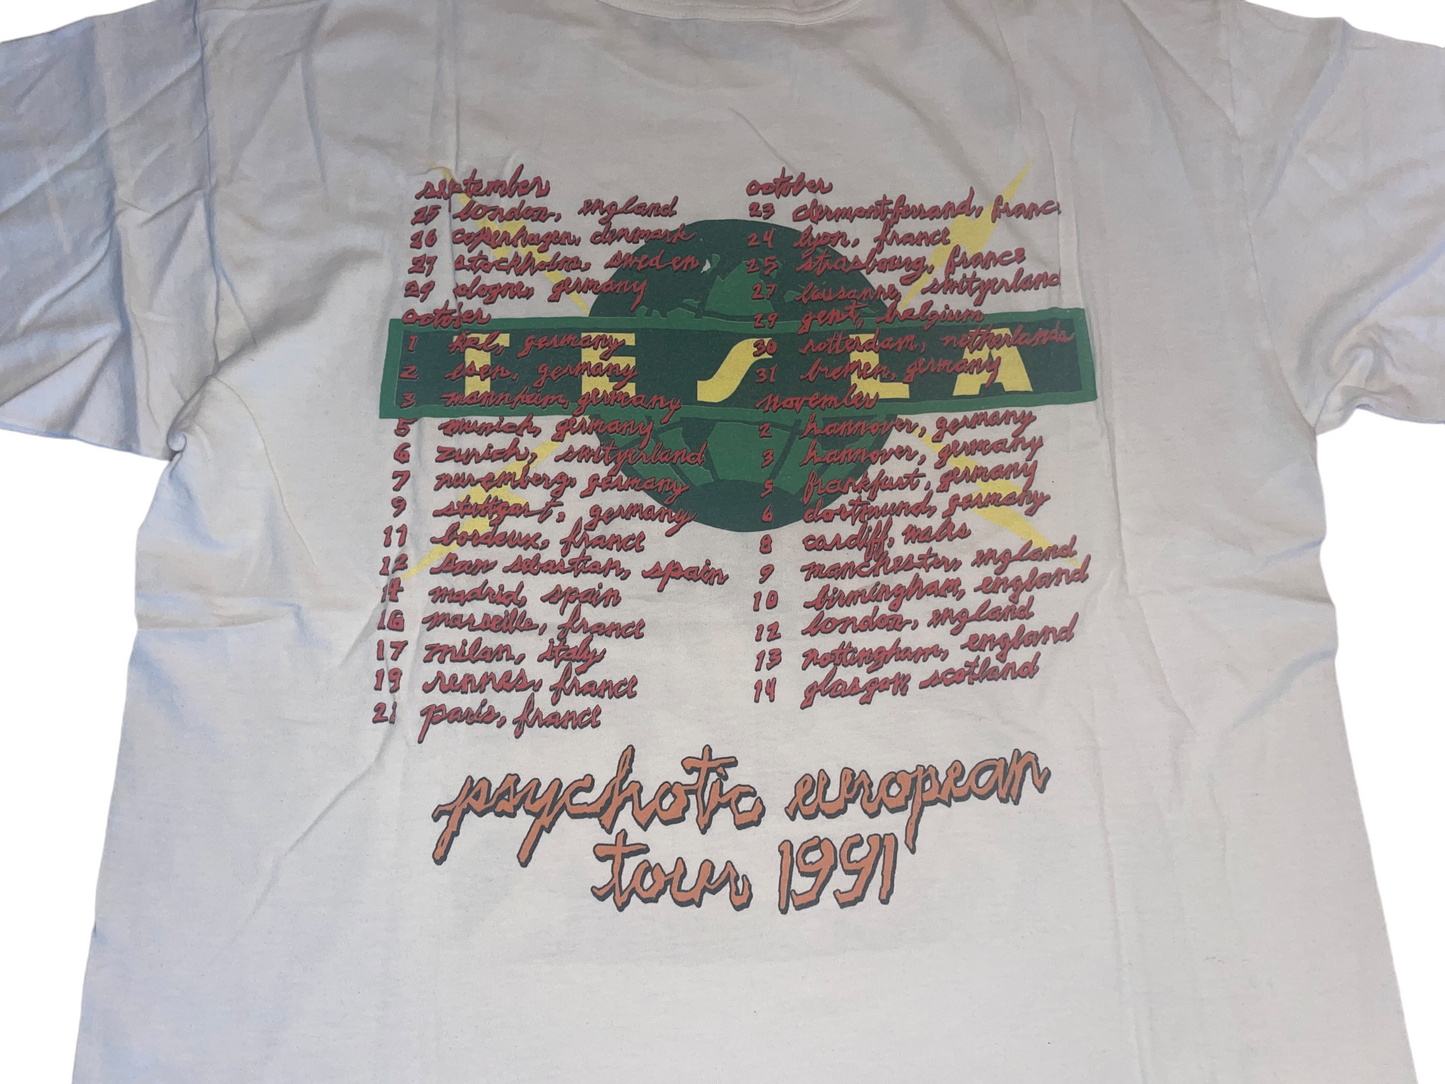 september
25 london, england
26 copenhagen, denmark
27 stockholm, sweden
29 ologne, germany
october
1 kiel, germany
2 essen, germany
3 mannheim, germany
5 munich, germany
6 zurich, switzerland
7 nuremberg, germany
9 stuttgart, germany
11 bordeux, france
12 san sebastian, spain
14 madrid, spain
16 marseille, france
17 milan, italy
19 rennes, france
21 paris, france
october
23 clermont ferrand, franc
24 lyon, france
25 strasbourg, france
27 lausanne, switzerland
29 gent, belgium
30 rotterdam, netherlands
31 bremen, germany
november
2 hannover, germany
3 hannover, germany
5 frankfurt, germany
6 dortmund, germany
8 cardiff, wales
9 manchester, england
10 birmingham, england
12 london, england
13 nottingham, england
14 glasgow, scotland
TESLA
psychotic european
tour 1991